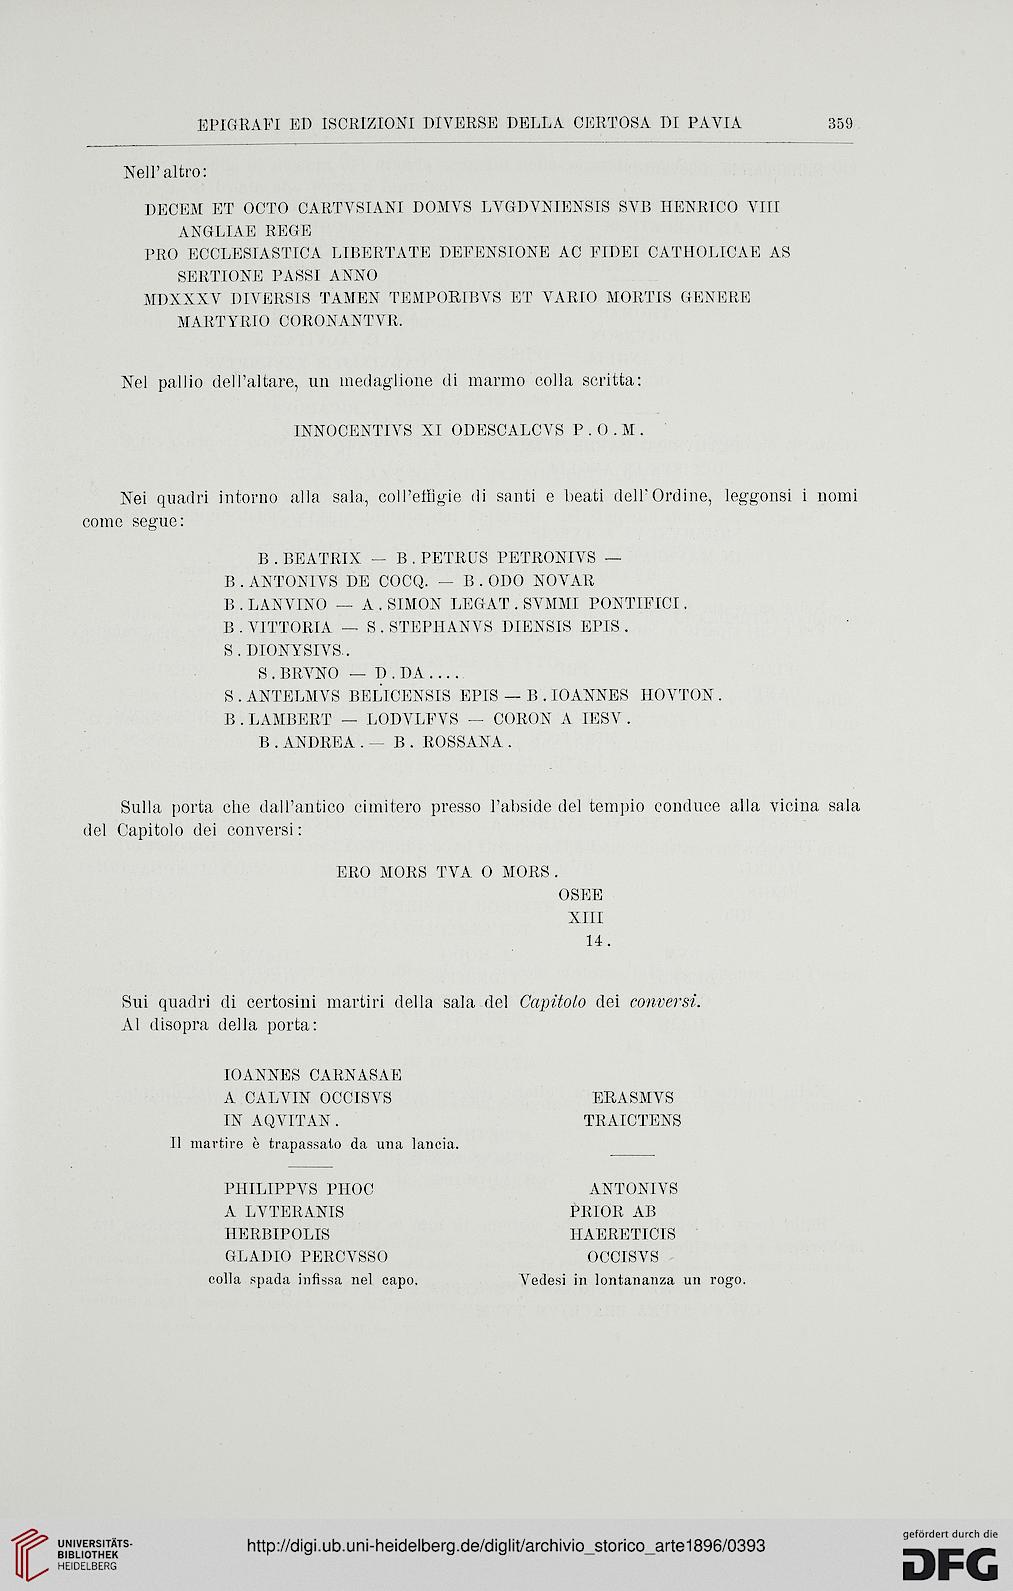 EPIGRAFI ED ISCRIZIONI DIVERSE DELLA CERTOSA DI PAVIA 359
Nell'altro:
DECEM ET OCTO CARTVSIANI DOMVS LVGDVNIENSIS SVB HENRICO VIII
ANGLIAE REGE
PRO ECCLESIASTICA LIBERTATE DEFENSIONE AC FIDEI CATHOLICAE AS
SERTIONE PASSI ANNO
MDXXXV DIVERSIS TAMEN TEMPORIBVS ET VARIO MORTIS GENERE
MARTYRIO CORONANTVR.
Nel pallio dell'altare, un medaglione di marmo colla scritta:
INNOCENTIVS XI ODESCALCVS P.O.M.
Nei quadri intorno alla sala, coll'effigie di santi e beati dell'Ordine, leggonsi i nomi
come segue:
B. BEATRIX — B. PETRUS PETRONIVS —
B. ANTONIVS DE COCQ. — B. ODO NOVAR
B. LANVINO — A. SIMON LEGAT. SVMMI PONTIFICI.
B. VITTORIA — S. STEPHANVS DIENSIS EPIS.
S. DIONYSIVS.
S. BRVNO — D. DA....
S. ANTELMVS BELICENSIS EPIS — B. IOANNES HOVTON.
B. LAMBERT — LODVLFVS — CORON A IESV.
B. ANDREA. — B. ROSSANA.
Sulla porta che dall'antico cimitero presso l'abside del tempio conduce alla vicina sala
del Capitolo dei conversi:
ERO MORS TVA O MORS.
OSEE
XIII
14.
Sui quadri di certosini martiri della sala del Capitolo dei conversi.
Al disopra della porta:
IOANNES CARNASAE
A CALVIN OCCISVS
IN AQVITAN.
Il martire è trapassato da una lancia.
ERASMVS
TRAICTENS
PHILIPPVS PHOC
A LVTERANIS
HERBIPOLIS
GLADIO PERCVSSO
colla spada infissa nel capo.
ANTONIVS
PRIOR AB
HAERETICIS
OCCISVS
Vedesi in lontananza un rogo.
UNIVERSITÄTS-
BIBLIOTHEK
HEIDELBERG
http://digi.ub.uni-heidelberg.de/diglit/archivio_storico_arte1896/0393
gefördert durch die
DFG